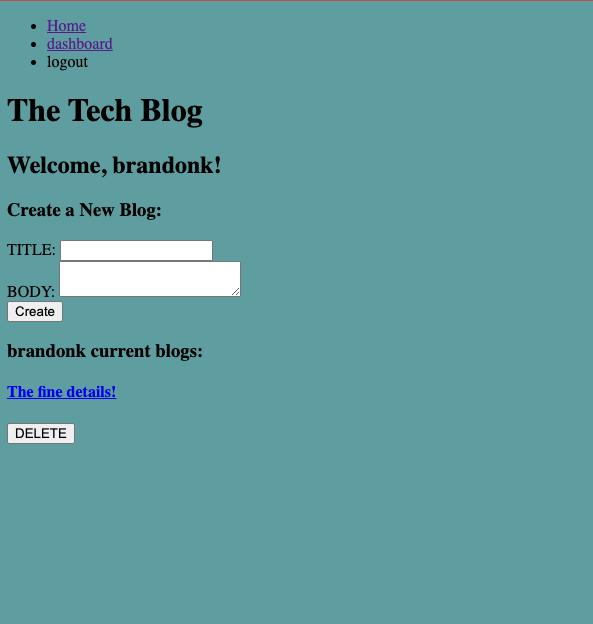 Home
dashboard
logout
The Tech Blog
Welcome, brandonk!
Create a New Blog:
TITLE:
BODY:
Create
brandonk current blogs:
The fine details!
DELETE